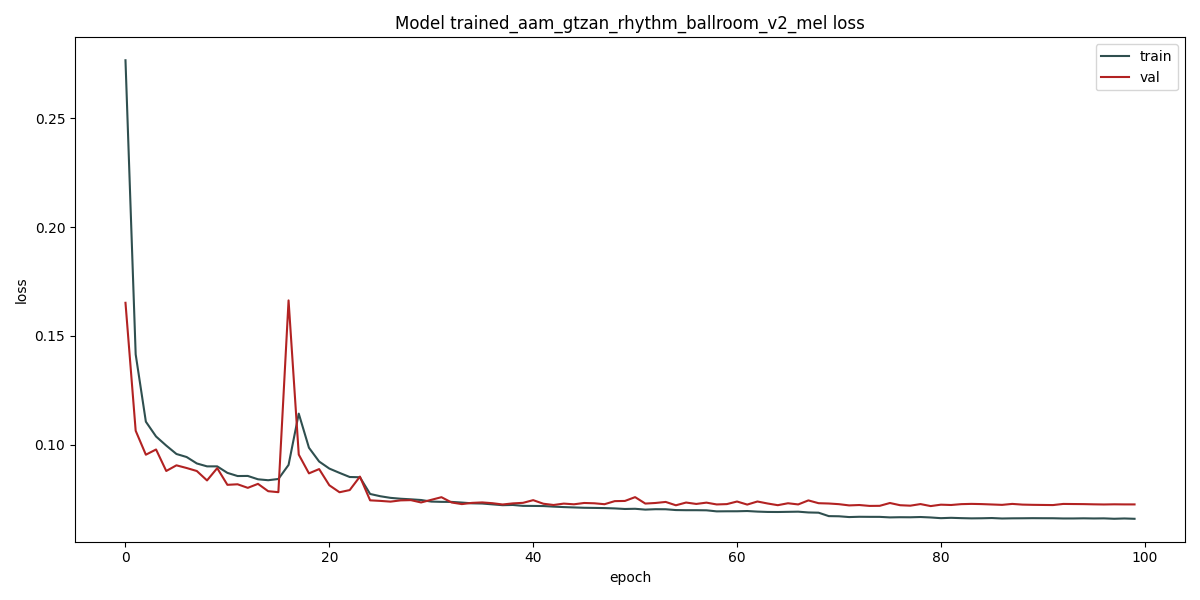 Model trained_aam_gtzan_rhythm_ballroom_v2_mel loss
train
val
0.25
0.20
0.15
0.10
loss
0 20 40 60 80 100
epoch